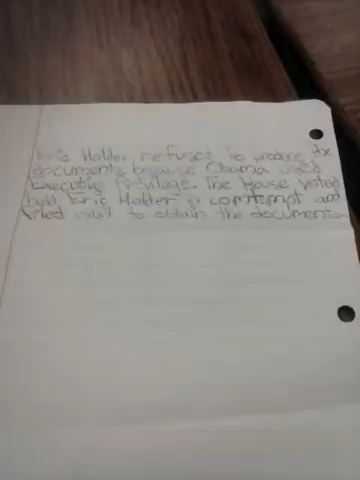 Eric Holder refused to produce the
documents because Obama used
Executive Privilege. The House voted
hold Eric Holder in comtempt and
filed suit to obtain the documents.